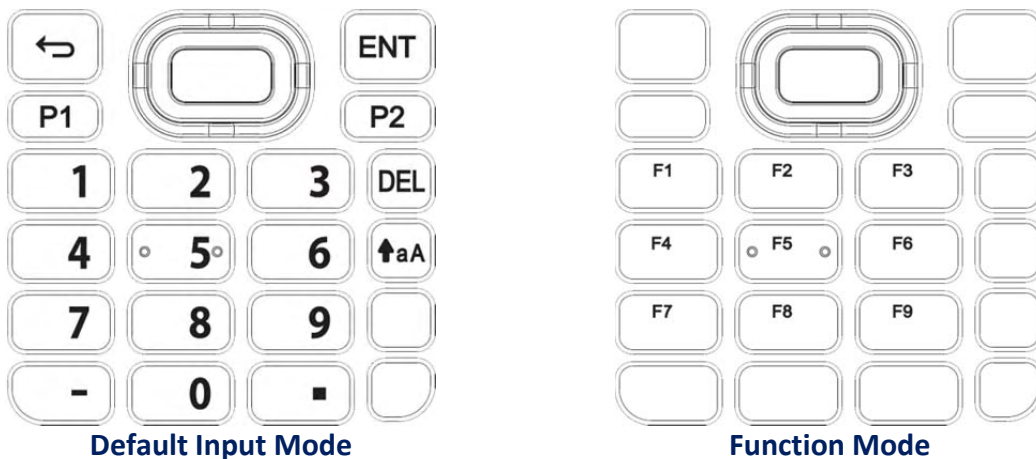 ENT
P1 P2
1 2 3 DEL F1 F2 F3
4 5 6 aA F4 F5 F6
7 8 9 F7 F8 F9
- 0 .
Default Input Mode Function Mode